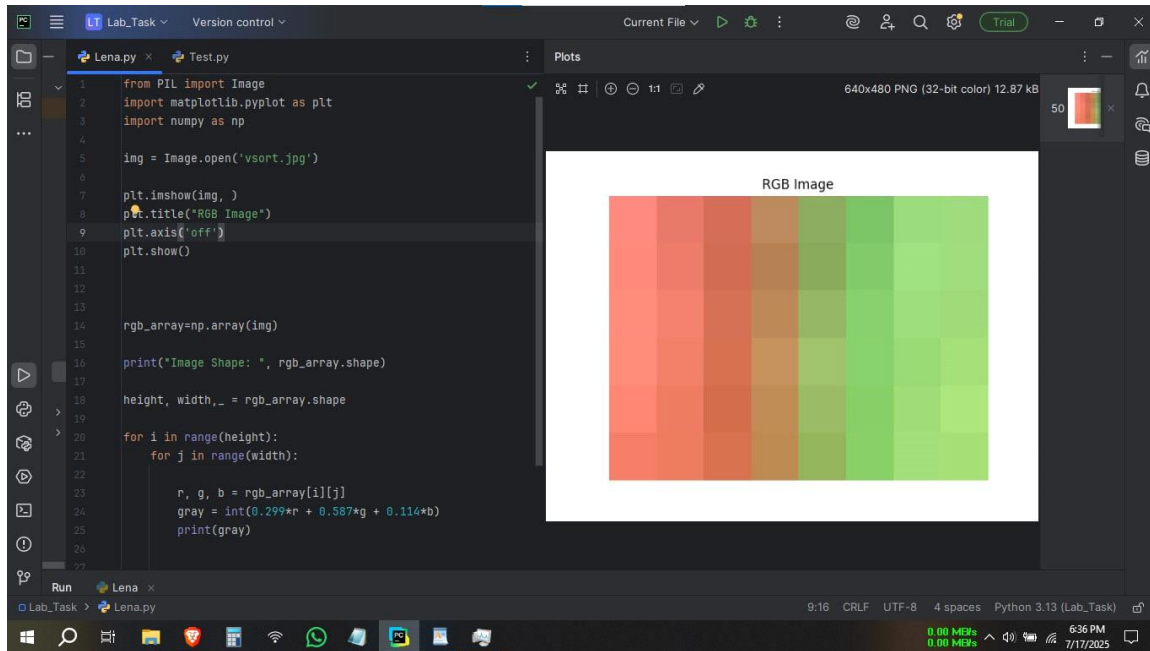 PC LT Lab_Task Version control Current File Trial
Lena.py Test.py
1 from PIL import Image
2 import matplotlib.pyplot as plt
3 import numpy as np
4
5 img = Image.open('vsort.jpg')
6
7 plt.imshow(img, )
8 plt.title("RGB Image")
9 plt.axis('off')
10 plt.show()
11
12
13
14 rgb_array=np.array(img)
15
16 print("Image Shape: ", rgb_array.shape)
17
18 height, width,_ = rgb_array.shape
19
20 for i in range(height):
21 for j in range(width):
22
23 r, g, b = rgb_array[i][j]
24 gray = int(0.299*r + 0.587*g + 0.114*b)
25 print(gray)
26
27
Plots
1:1 640x480 PNG (32-bit color) 12.87 kB
50
RGB Image
Run Lena
Lab_Task > Lena.py 9:16 CRLF UTF-8 4 spaces Python 3.13 (Lab_Task)
PC
0.00 MB/s
0.00 MB/s
6:36 PM
7/17/2025